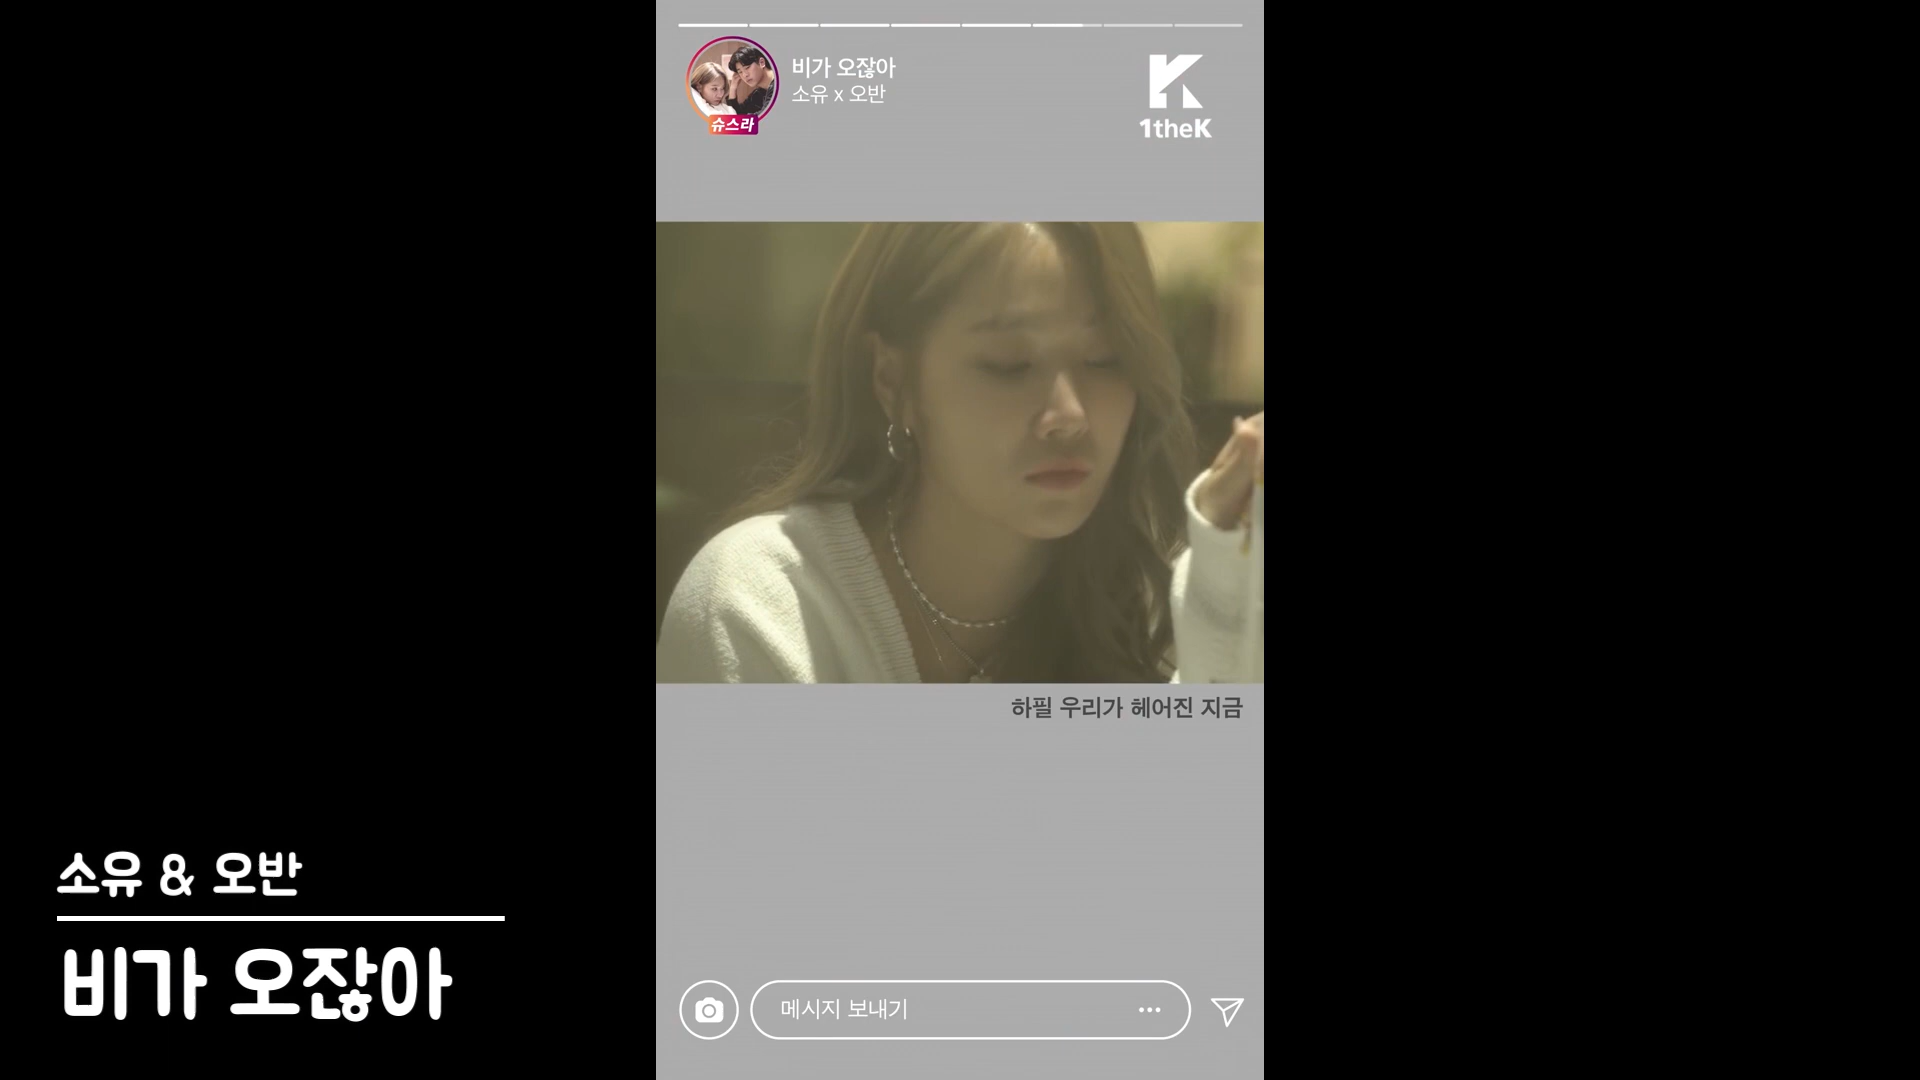 비가 오잖아
소유 x 오반
슈스라
1theK
하필 우리가 헤어진 지금
소유 & 오반
비가 오잖아
메시지 보내기